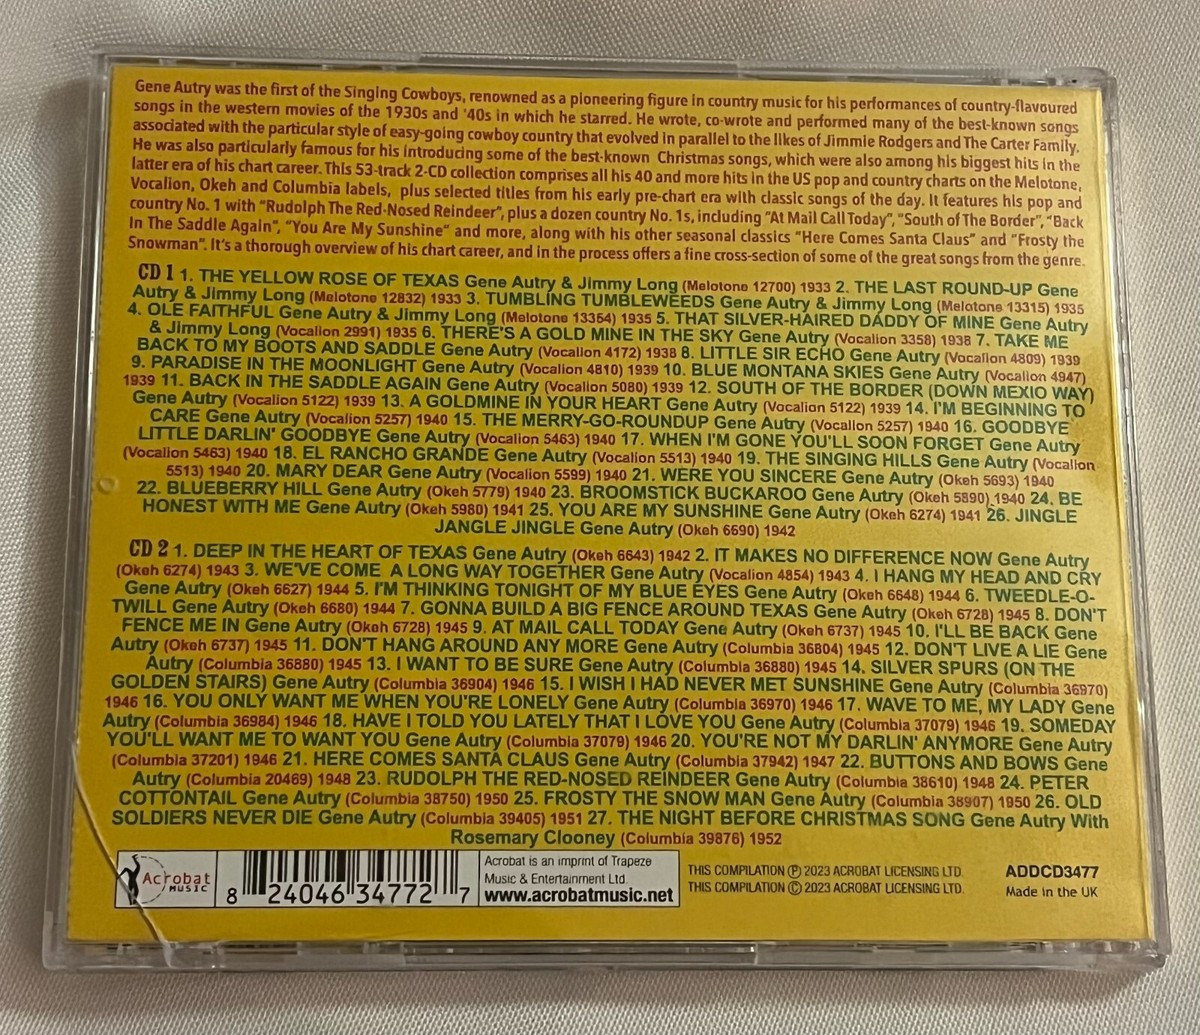 Gene Autry was the first of the Singing Cowboys, renowned as a pioneering figure in country music for his performances of country-flavoured
songs in the western movies of the 1930s and '40s in which he starred. He wrote, co-wrote and performed many of the best-known songs
associated with the particular style of easy-going cowboy country that evolved in parallel to the likes of Jimmie Rodgers and The Carter Family.
He was also particularly famous for his introducing some of the best-known Christmas songs, which were also among his biggest hits in the
latter era of his chart career. This 53-track 2-CD collection comprises all his 40 and more hits in the US pop and country charts on the Melotone,
Vocalion, Okeh and Columbia labels, plus selected titles from his early pre-chart era with classic songs of the day. It features his pop and
country No. 1 with "Rudolph The Red-Nosed Reindeer", plus a dozen country No. 1s, including "At Mail Call Today", "South of The Border", "Back
In The Saddle Again", "You Are My Sunshine" and more, along with his other seasonal classics "Here Comes Santa Claus" and "Frosty the
Snowman". It's a thorough overview of his chart career, and in the process offers a fine cross-section of some of the great songs from the genre.
CD 1 1. THE YELLOW ROSE OF TEXAS Gene Autry & Jimmy Long (Melotone 12700) 1933 2. THE LAST ROUND-UP Gene
Autry & Jimmy Long (Melotone 12832) 1933 3. TUMBLING TUMBLEWEEDS Gene Autry & Jimmy Long (Melotone 13315) 1935
4. OLE FAITHFUL Gene Autry & Jimmy Long (Melotone 13354) 1935 5. THAT SILVER-HAIRED DADDY OF MINE Gene Autry
& Jimmy Long (Vocalion 2991) 1935 6. THERE'S A GOLD MINE IN THE SKY Gene Autry (Vocalion 3358) 1938 7. TAKE ME
BACK TO MY BOOTS AND SADDLE Gene Autry (Vocalion 4172) 1938 8. LITTLE SIR ECHO Gene Autry (Vocalion 4809) 1939
9. PARADISE IN THE MOONLIGHT Gene Autry (Vocalion 4810) 1939 10. BLUE MONTANA SKIES Gene Autry (Vocalion 4947)
1939 11. BACK IN THE SADDLE AGAIN Gene Autry (Vocalion 5080) 1939 12. SOUTH OF THE BORDER (DOWN MEXIO WAY)
Gene Autry (Vocalion 5122) 1939 13. A GOLDMINE IN YOUR HEART Gene Autry (Vocalion 5122) 1939 14. I'M BEGINNING TO
CARE Gene Autry (Vocalion 5257) 1940 15. THE MERRY-GO-ROUNDUP Gene Autry (Vocalion 5257) 1940 16. GOODBYE
LITTLE DARLIN' GOODBYE Gene Autry (Vocalion 5463) 1940 17. WHEN I'M GONE YOU'LL SOON FORGET Gene Autry
(Vocalion 5463) 1940 18. EL RANCHO GRANDE Gene Autry (Vocalion 5513) 1940 19. THE SINGING HILLS Gene Autry (Vocalion
5513) 1940 20. MARY DEAR Gene Autry (Vocalion 5599) 1940 21. WERE YOU SINCERE Gene Autry (Okeh 5693) 1940
22. BLUEBERRY HILL Gene Autry (Okeh 5779) 1940 23. BROOMSTICK BUCKAROO Gene Autry (Okeh 5890) 1940 24. BE
HONEST WITH ME Gene Autry (Okeh 5980) 1941 25. YOU ARE MY SUNSHINE Gene Autry (Okeh 6274) 1941 26. JINGLE
JANGLE JINGLE Gene Autry (Okeh 6690) 1942
CD 2 1. DEEP IN THE HEART OF TEXAS Gene Autry (Okeh 6643) 1942 2. IT MAKES NO DIFFERENCE NOW Gene Autry
(Okeh 6274) 1943 3. WE'VE COME A LONG WAY TOGETHER Gene Autry (Vocalion 4854) 1943 4. I HANG MY HEAD AND CRY
Gene Autry (Okeh 6627) 1944 5. I'M THINKING TONIGHT OF MY BLUE EYES Gene Autry (Okeh 6648) 1944 6. TWEEDLE-O-
TWILL Gene Autry (Okeh 6680) 1944 7. GONNA BUILD A BIG FENCE AROUND TEXAS Gene Autry (Okeh 6728) 1945 8. DON'T
FENCE ME IN Gene Autry (Okeh 6728) 1945 9. AT MAIL CALL TODAY Gene Autry (Okeh 6737) 1945 10. I'LL BE BACK Gene
Autry (Okeh 6737) 1945 11. DON'T HANG AROUND ANY MORE Gene Autry (Columbia 36804) 1945 12. DON'T LIVE A LIE Gene
Autry (Columbia 36880) 1945 13. I WANT TO BE SURE Gene Autry (Columbia 36880) 1945 14. SILVER SPURS (ON THE
GOLDEN STAIRS) Gene Autry (Columbia 36904) 1946 15. I WISH I HAD NEVER MET SUNSHINE Gene Autry (Columbia 36970)
1946 16. YOU ONLY WANT ME WHEN YOU'RE LONELY Gene Autry (Columbia 36970) 1946 17. WAVE TO ME, MY LADY Gene
Autry (Columbia 36984) 1946 18. HAVE I TOLD YOU LATELY THAT I LOVE YOU Gene Autry (Columbia 37079) 1946 19. SOMEDAY
YOU'LL WANT ME TO WANT YOU Gene Autry (Columbia 37079) 1946 20. YOU'RE NOT MY DARLIN' ANYMORE Gene Autry
(Columbia 37201) 1946 21. HERE COMES SANTA CLAUS Gene Autry (Columbia 37942) 1947 22. BUTTONS AND BOWS Gene
Autry (Columbia 20469) 1948 23. RUDOLPH THE RED-NOSED REINDEER Gene Autry (Columbia 38610) 1948 24. PETER
COTTONTAIL Gene Autry (Columbia 38750) 1950 25. FROSTY THE SNOW MAN Gene Autry (Columbia 38907) 1950 26. OLD
SOLDIERS NEVER DIE Gene Autry (Columbia 39405) 1951 27. THE NIGHT BEFORE CHRISTMAS SONG Gene Autry With
Rosemary Clooney (Columbia 39876) 1952
Acrobat
MUSIC
8 24046 34772 7
Acrobat is an imprint of Trapeze
Music & Entertainment Ltd.
www.acrobatmusic.net
THIS COMPILATION Ⓟ 2023 ACROBAT LICENSING LTD.
THIS COMPILATION Ⓒ 2023 ACROBAT LICENSING LTD.
ADDCD3477
Made in the UK